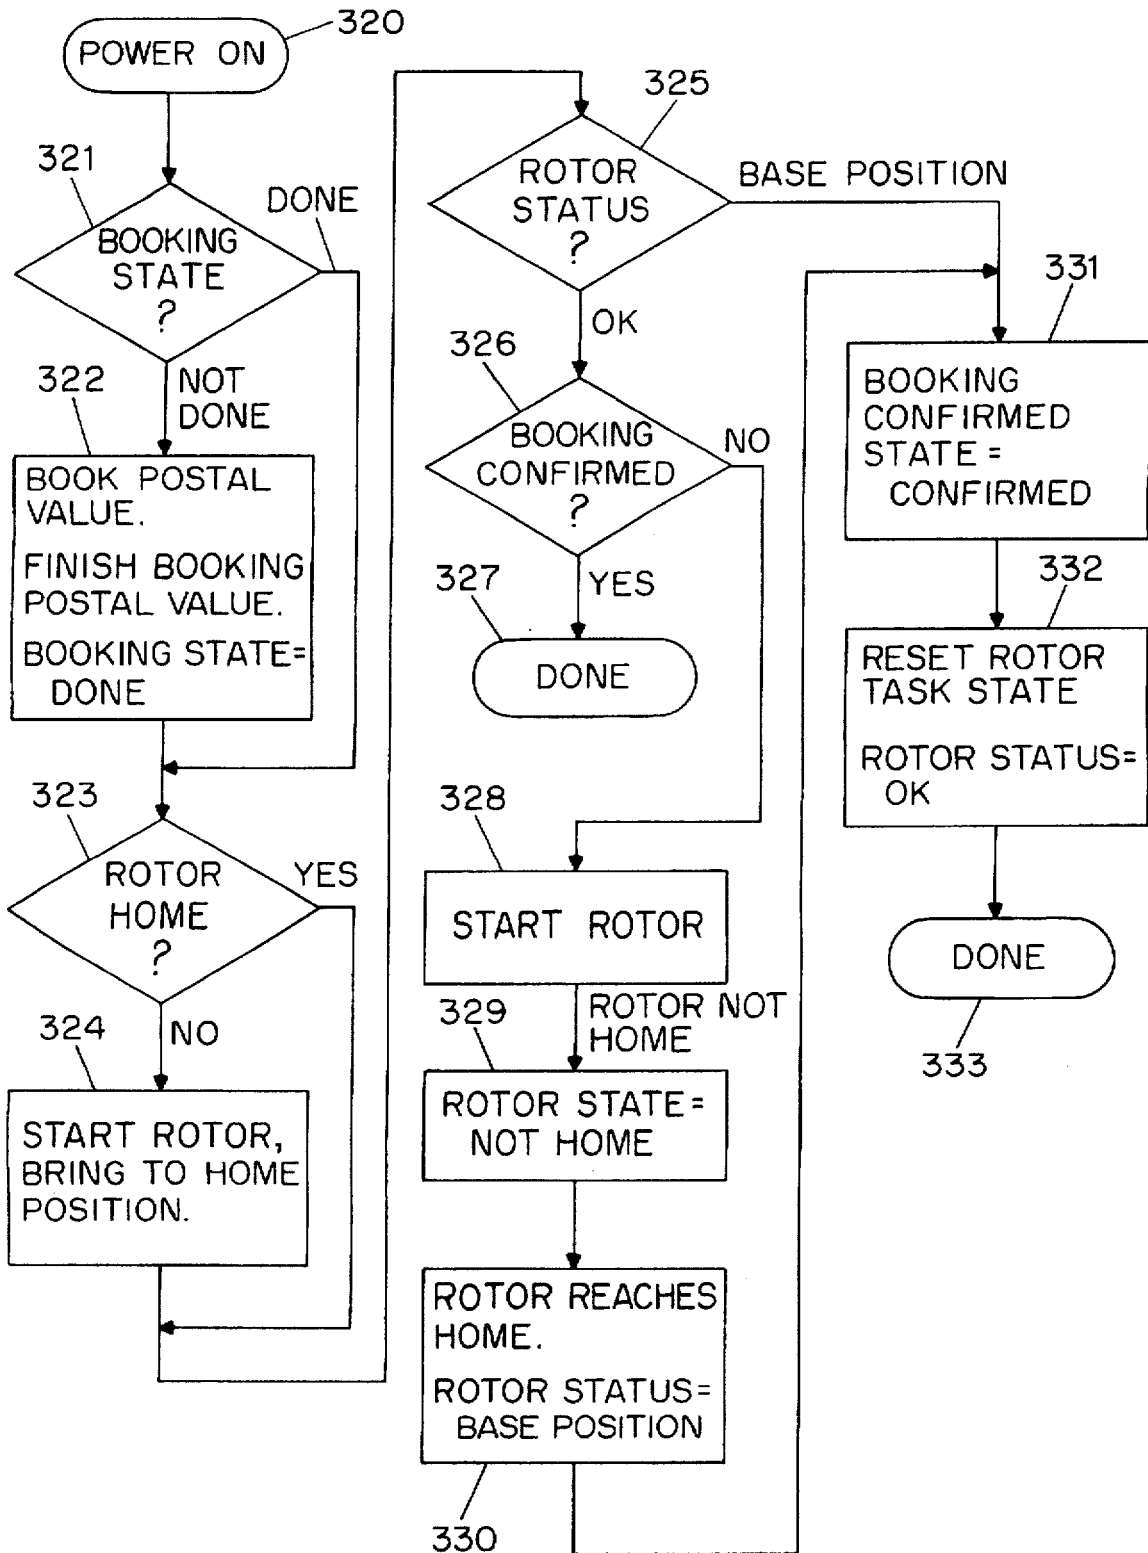 320
POWER ON
321
DONE
BOOKING
STATE
?
322
NOT
DONE
BOOK POSTAL
VALUE.
FINISH BOOKING
POSTAL VALUE.
BOOKING STATE=
DONE
323
ROTOR
HOME
?
YES
324
NO
START ROTOR,
BRING TO HOME
POSITION.
325
ROTOR
STATUS
?
BASE POSITION
OK
326
BOOKING
CONFIRMED
?
NO
YES
327
DONE
328
START ROTOR
329
ROTOR NOT
HOME
ROTOR STATE=
NOT HOME
ROTOR REACHES
HOME.
ROTOR STATUS=
BASE POSITION
330
331
BOOKING
CONFIRMED
STATE =
CONFIRMED
332
RESET ROTOR
TASK STATE
ROTOR STATUS=
OK
DONE
333